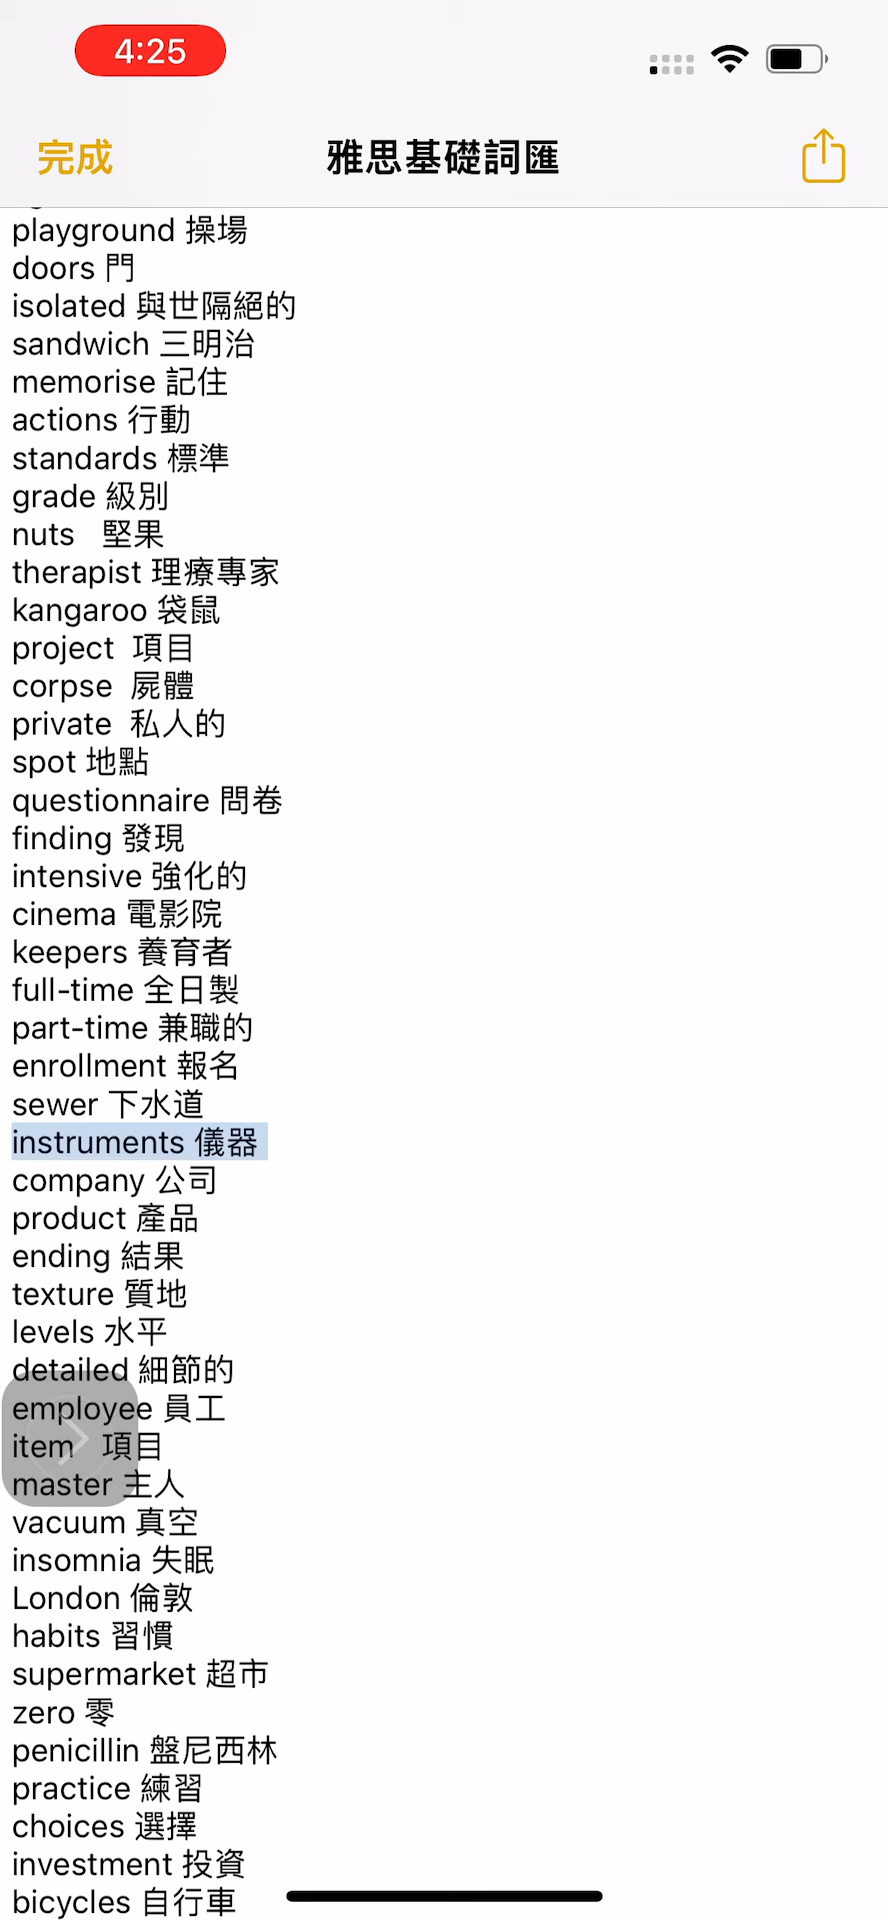 4:25
完成
雅思基礎詞匯
playground 操場
doors 門
isolated 與世隔絕的
sandwich 三明治
memorise 記住
actions 行動
standards 標準
grade 級別
nuts 堅果
therapist 理療專家
kangaroo 袋鼠
project 項目
corpse 屍體
private 私人的
spot 地點
questionnaire 問卷
finding 發現
intensive 強化的
cinema 電影院
keepers 養育者
full-time 全日製
part-time 兼職的
enrollment 報名
sewer 下水道
instruments 儀器
company 公司
product 產品
ending 結果
texture 質地
levels 水平
detailed 細節的
employee 員工
item 項目
master 主人
vacuum 真空
insomnia 失眠
London 倫敦
habits 習慣
supermarket 超市
zero 零
penicillin 盤尼西林
practice 練習
choices 選擇
investment 投資
bicycles 自行車